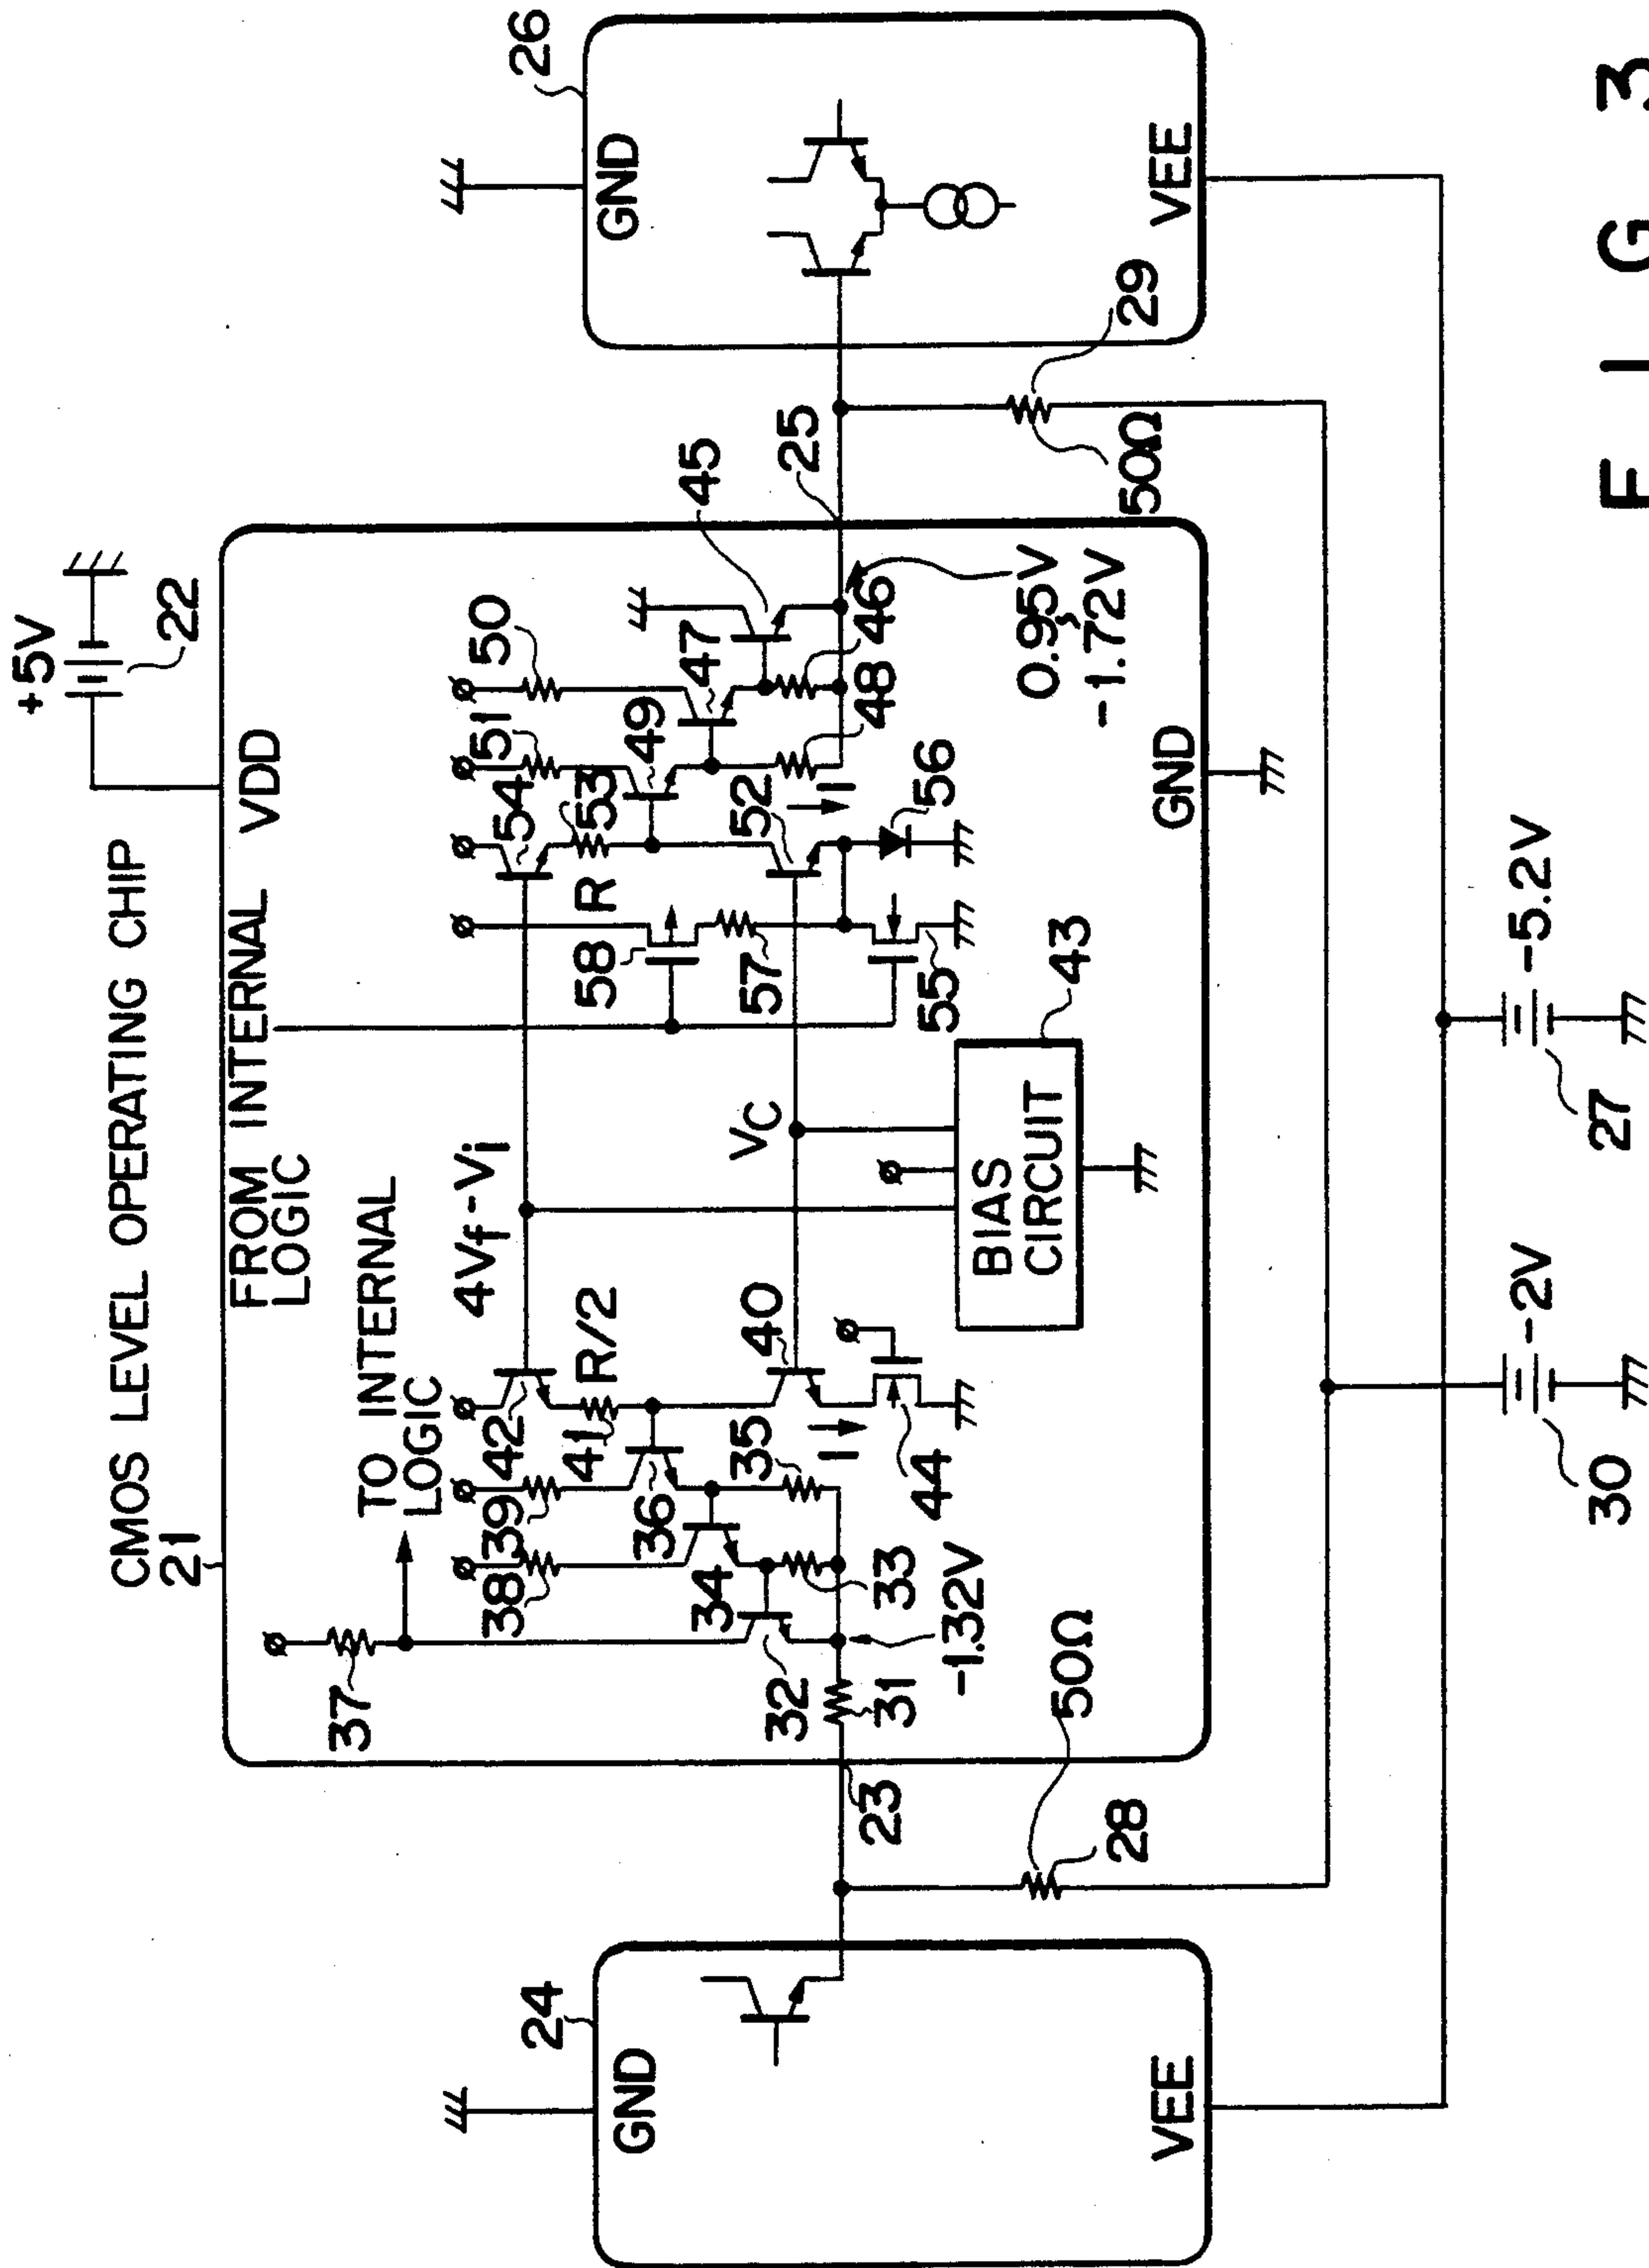 CMOS LEVEL OPERATING CHIP
21
+5V
22
VDD
FROM INTERNAL
LOGIC
TO INTERNAL
LOGIC
37
38
39
42
41
R/2
4Vf-Vi
58
R
54
53
51
50
49
47
45
36
34
32
35
33
31
40
I
44
-1.32V
VC
57
55
52
I
56
48
46
25
0.95V
-1.72V
BIAS
CIRCUIT
43
GND
23
24
GND
VEE
50Ω
28
26
GND
VEE
29
50Ω
30
-2V
27
-5.2V
FIG 3